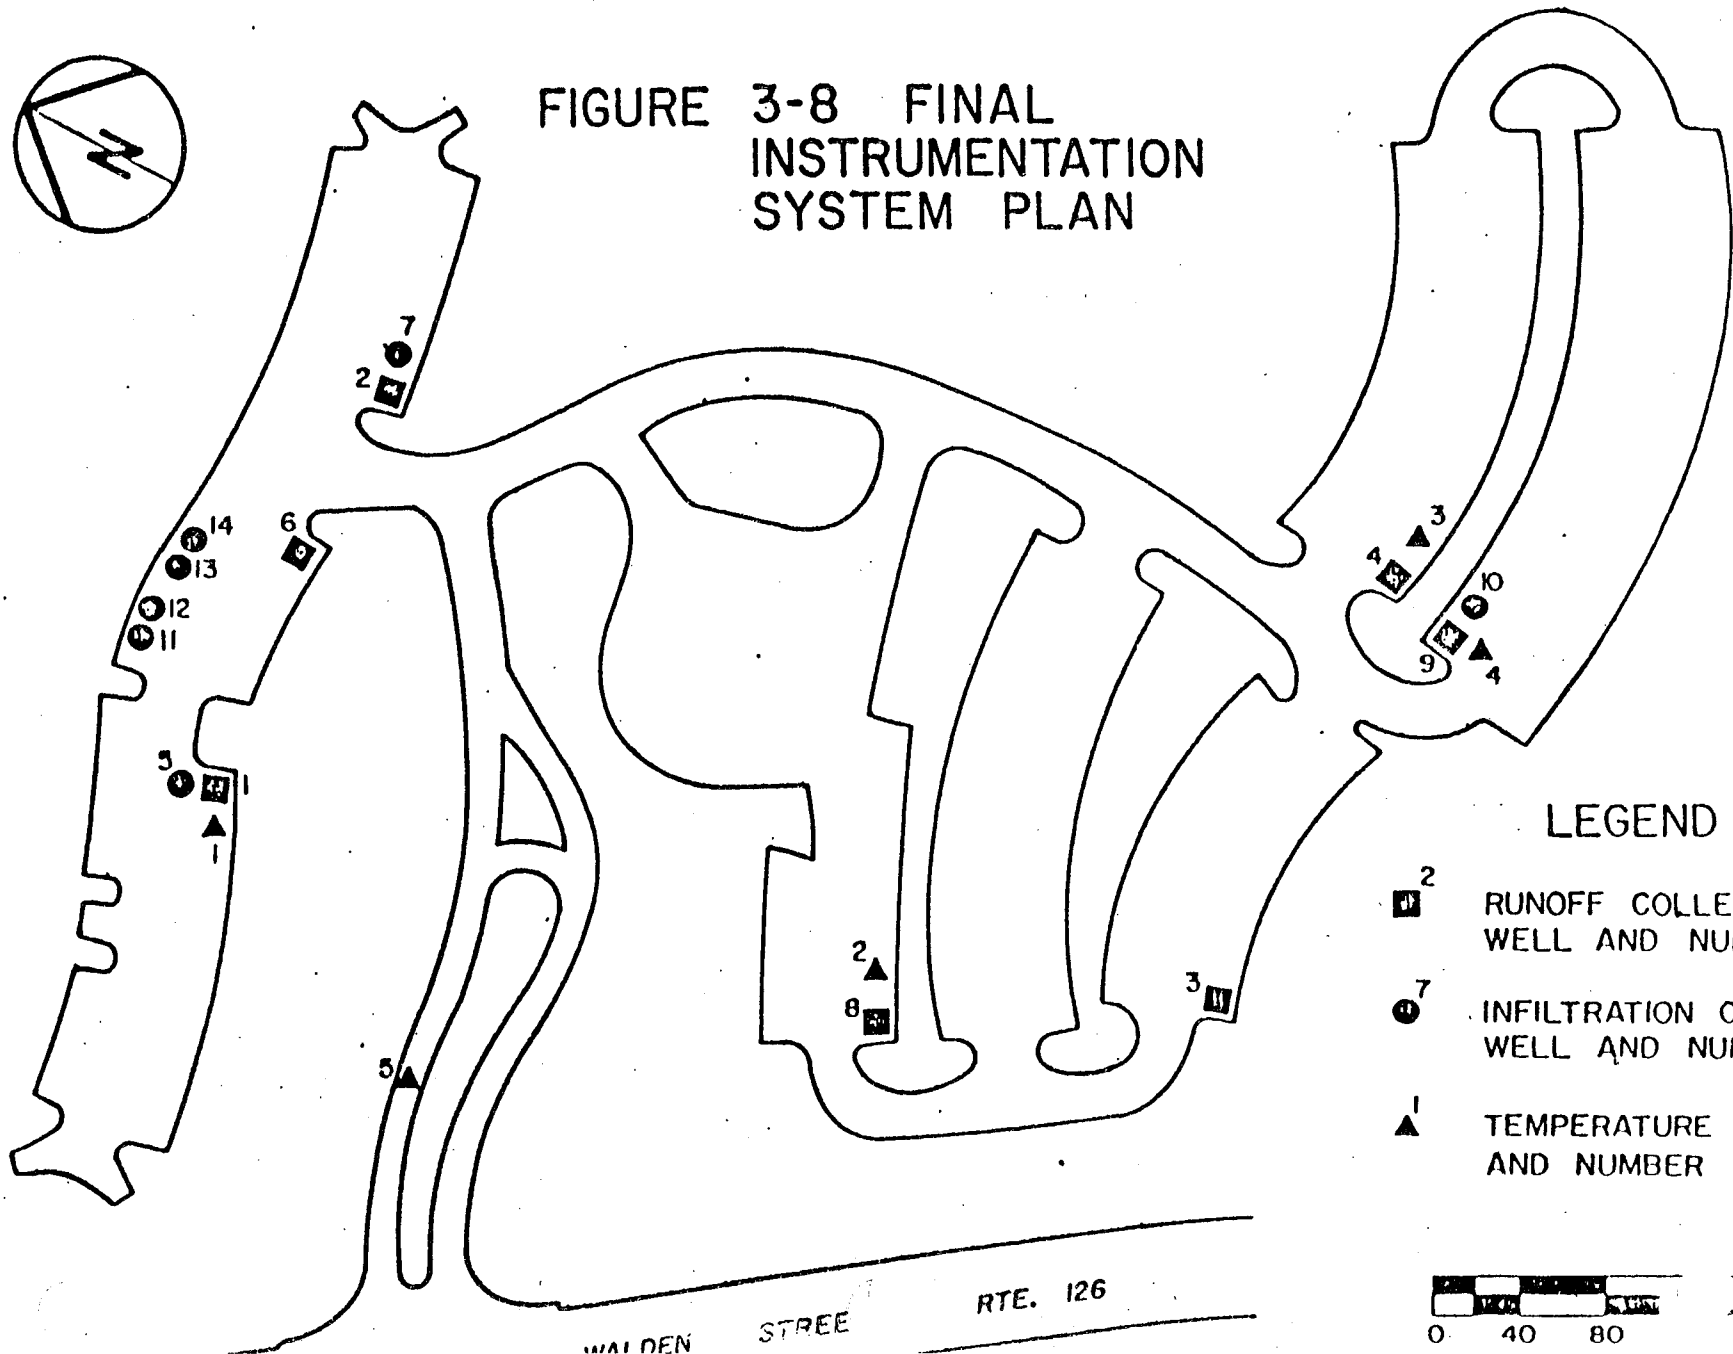 FIGURE 3-8 FINAL
INSTRUMENTATION
SYSTEM PLAN
N
7
2
14
6
13
12
11
5
1
1
3
4
10
9
4
2
8
3
5
LEGEND
2
RUNOFF COLLE
WELL AND NU
7
INFILTRATION C
WELL AND NU
1
TEMPERATURE
AND NUMBER
WALDEN STREE RTE. 126
0 40 80